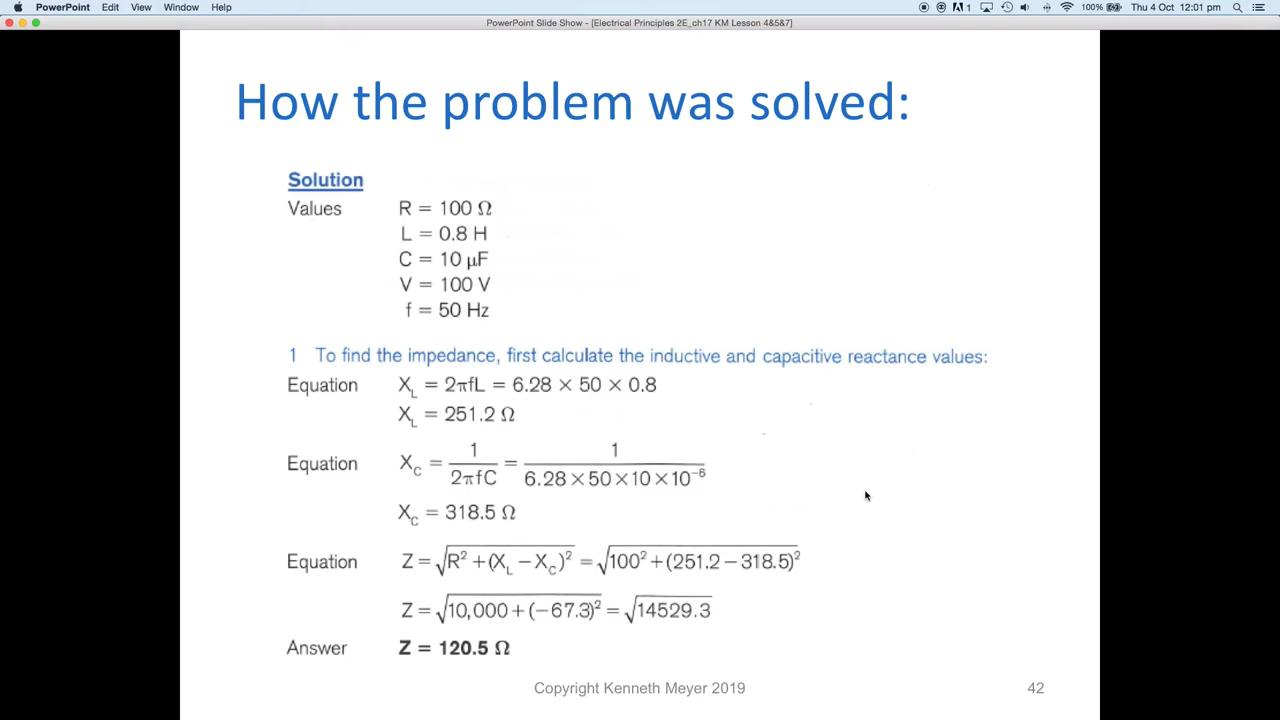 PowerPoint Edit View Window Help 1 100% Thu 4 Oct 12:01 pm
PowerPoint Slide Show - [Electrical Principles 2E_ch17 KM Lesson 4&5&7]
How the problem was solved:
Solution
Values R = 100 Ω
L = 0.8 H
C = 10 μF
V = 100 V
f = 50 Hz
1 To find the impedance, first calculate the inductive and capacitive reactance values:
Equation X_L = 2πfL = 6.28 × 50 × 0.8
X_L = 251.2 Ω
Equation X_C = 1/(2πfC) = 1/(6.28×50×10×10⁻⁶)
X_C = 318.5 Ω
Equation Z = √(R² + (X_L − X_C)²) = √(100² + (251.2 − 318.5)²)
Z = √(10,000 + (−67.3)²) = √(14529.3)
Answer Z = 120.5 Ω
Copyright Kenneth Meyer 2019 42